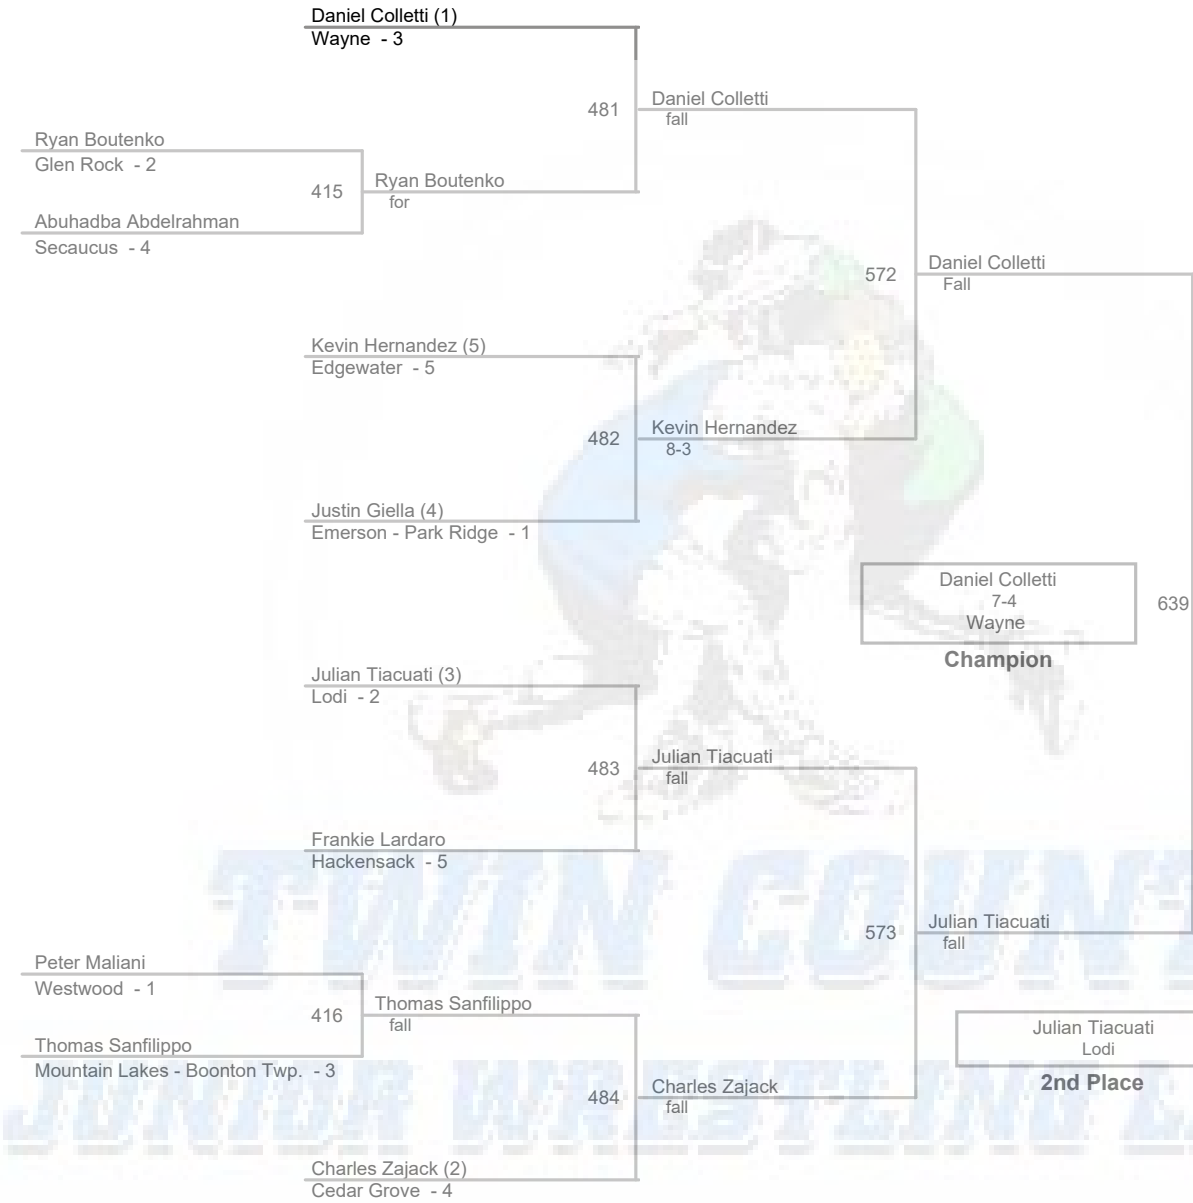 Daniel Colletti (1)
Wayne - 3
481
Daniel Colletti
fall
Ryan Boutenko
Glen Rock - 2
415
Ryan Boutenko
for
Abuhadba Abdelrahman
Secaucus - 4
572
Daniel Colletti
Fall
Kevin Hernandez (5)
Edgewater - 5
482
Kevin Hernandez
8-3
Justin Giella (4)
Emerson - Park Ridge - 1
Daniel Colletti
7-4
Wayne
639
Champion
Julian Tiacuati (3)
Lodi - 2
483
Julian Tiacuati
fall
Frankie Lardaro
Hackensack - 5
TWIN COUNT
573
Julian Tiacuati
fall
Peter Maliani
Westwood - 1
416
Thomas Sanfilippo
fall
Thomas Sanfilippo
Mountain Lakes - Boonton Twp. - 3
Julian Tiacuati
Lodi
2nd Place
JUNIOR WRESTLING
484
Charles Zajack
fall
Charles Zajack (2)
Cedar Grove - 4